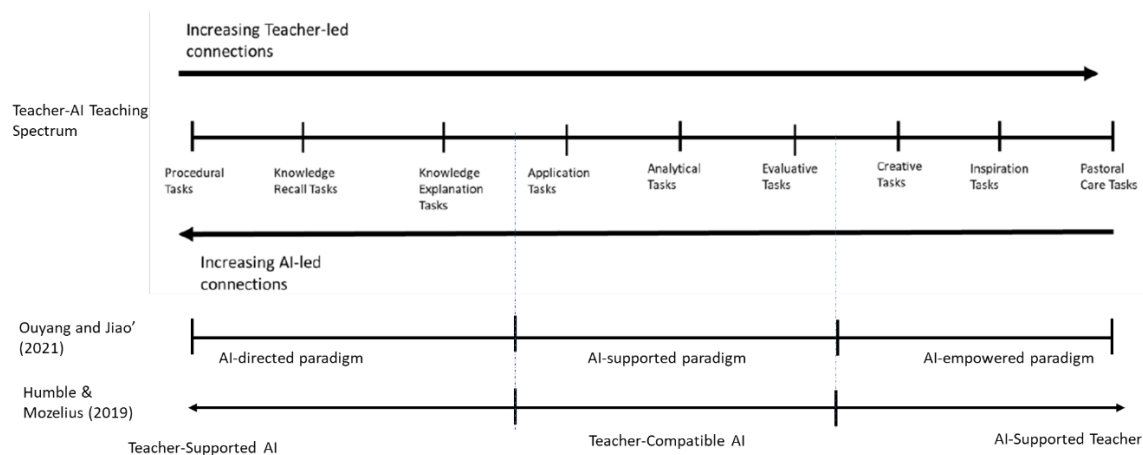 Increasing Teacher-led
connections
Teacher-AI Teaching
Spectrum
Procedural
Tasks
Knowledge
Recall Tasks
Knowledge
Explanation
Tasks
Application
Tasks
Analytical
Tasks
Evaluative
Tasks
Creative
Tasks
Inspiration
Tasks
Pastoral
Care Tasks
Increasing AI-led
connections
Ouyang and Jiao’
(2021)
AI-directed paradigm
AI-supported paradigm
AI-empowered paradigm
Humble &
Mozelius (2019)
Teacher-Supported AI
Teacher-Compatible AI
AI-Supported Teacher